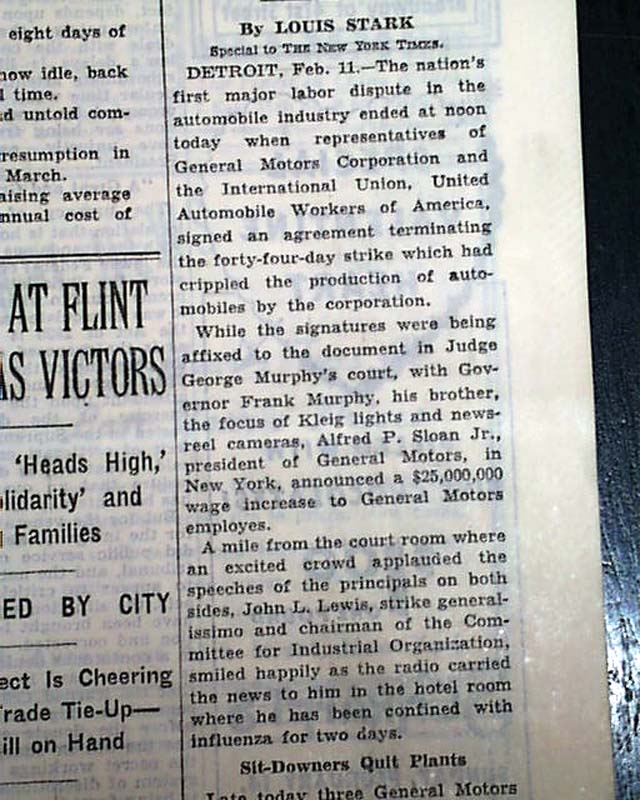 eight days of
now idle, back
time.
untold com-
resumption in
March.
aising average
nnual cost of
AT FLINT
AS VICTORS
'Heads High,'
lidarity' and
Families
ED BY CITY
ect Is Cheering
Trade Tie-Up—
ill on Hand
By LOUIS STARK
Special to THE NEW YORK TIMES.
DETROIT, Feb. 11.—The nation's
first major labor dispute in the
automobile industry ended at noon
today when representatives of
General Motors Corporation and
the International Union, United
Automobile Workers of America,
signed an agreement terminating
the forty-four-day strike which had
crippled the production of auto-
mobiles by the corporation.
While the signatures were being
affixed to the document in Judge
George Murphy's court, with Gov-
ernor Frank Murphy, his brother,
the focus of Kleig lights and news-
reel cameras, Alfred P. Sloan Jr.,
president of General Motors, in
New York, announced a $25,000,000
wage increase to General Motors
employes.
A mile from the court room where
an excited crowd applauded the
speeches of the principals on both
sides, John L. Lewis, strike general-
issimo and chairman of the Com-
mittee for Industrial Organization,
smiled happily as the radio carried
the news to him in the hotel room
where he has been confined with
influenza for two days.
Sit-Downers Quit Plants
Late today three General Motors